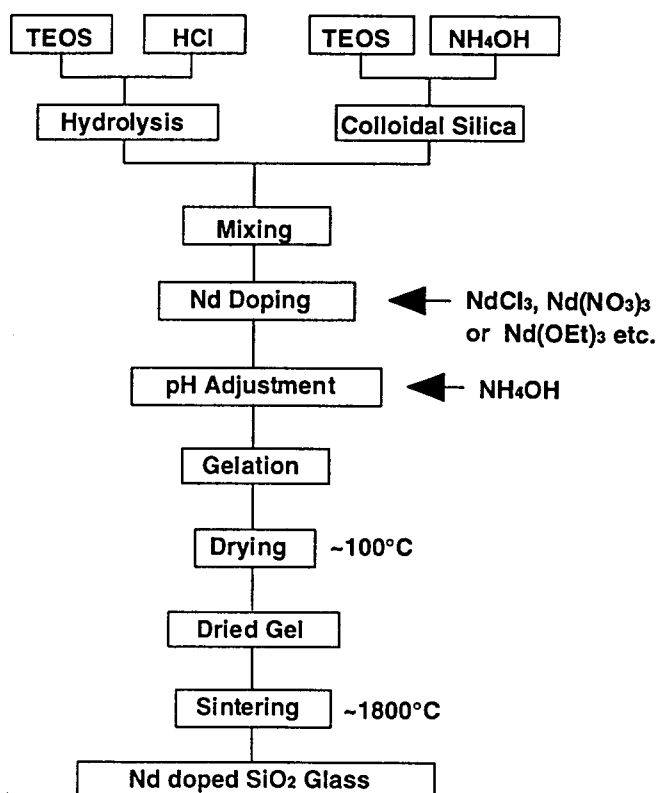 TEOS
HCl
TEOS
NH₄OH
Hydrolysis
Colloidal Silica
Mixing
Nd Doping
NdCl₃, Nd(NO₃)₃
or Nd(OEt)₃ etc.
pH Adjustment
NH₄OH
Gelation
Drying
~100°C
Dried Gel
Sintering
~1800°C
Nd doped SiO₂ Glass